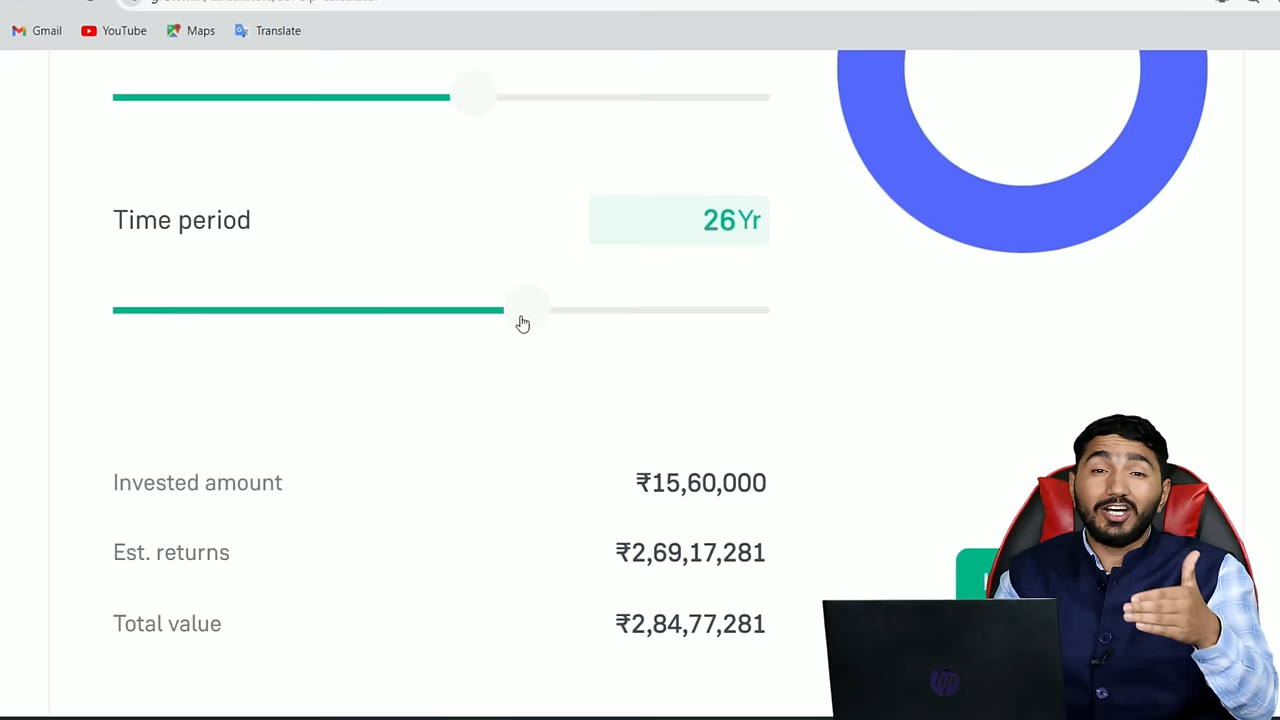 Gmail
YouTube
Maps
Translate
Time period
26 Yr
Invested amount
₹15,60,000
Est. returns
₹2,69,17,281
Total value
₹2,84,77,281
hp